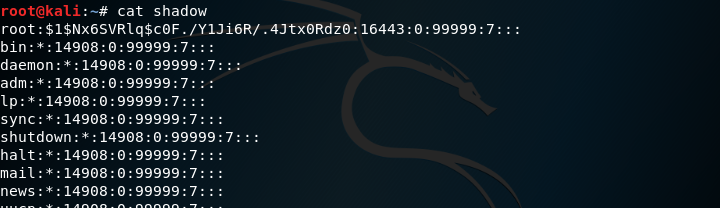 root@kali:~# cat shadow
root:$1$Nx6SVRlq$c0F./Y1Ji6R/.4Jtx0Rdz0:16443:0:99999:7:::
bin:*:14908:0:99999:7:::
daemon:*:14908:0:99999:7:::
adm:*:14908:0:99999:7:::
lp:*:14908:0:99999:7:::
sync:*:14908:0:99999:7:::
shutdown:*:14908:0:99999:7:::
halt:*:14908:0:99999:7:::
mail:*:14908:0:99999:7:::
news:*:14908:0:99999:7:::